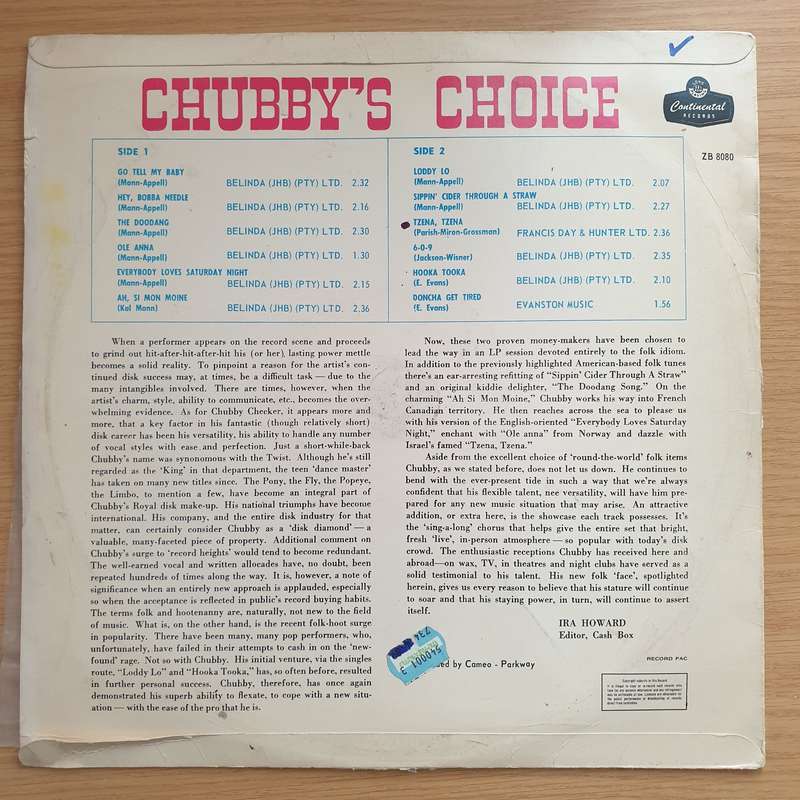 CHUBBY'S CHOICE
Continental
RECORDS
ZB 8080
SIDE 1
GO TELL MY BABY
(Mann-Appell) BELINDA (JHB) (PTY) LTD. 2.32
HEY, BOBBA NEEDLE
(Mann-Appell) BELINDA (JHB) (PTY) LTD. 2.16
THE DOODANG
(Mann-Appell) BELINDA (JHB) (PTY) LTD. 2.30
OLE ANNA
(Mann-Appell) BELINDA (JHB) (PTY) LTD. 1.30
EVERYBODY LOVES SATURDAY NIGHT
(Mann-Appell) BELINDA (JHB) (PTY) LTD. 2.15
AH, SI MON MOINE
(Kal Mann) BELINDA (JHB) (PTY) LTD. 2.36
SIDE 2
LODDY LO
(Mann-Appell) BELINDA (JHB) (PTY) LTD. 2.07
SIPPIN' CIDER THROUGH A STRAW
(Mann-Appell) BELINDA (JHB) (PTY) LTD. 2.27
TZENA, TZENA
(Parish-Miron-Grossman) FRANCIS DAY & HUNTER LTD. 2.36
6-0-9
(Jackson-Wisner) BELINDA (JHB) (PTY) LTD. 2.35
HOOKA TOOKA
(E. Evans) BELINDA (JHB) (PTY) LTD. 2.10
DONCHA GET TIRED
(E. Evans) EVANSTON MUSIC 1.56
When a performer appears on the record scene and proceeds
to grind out hit-after-hit-after-hit his (or her) lasting power mettle
becomes a solid reality. To pinpoint a reason for the artist's con-
tinued disk success may, at times, be a difficult task — due to the
many intangibles involved. There are times, however, when the
artist's charm, style, ability to communicate, etc., becomes the over-
whelming evidence. As for Chubby Checker, it appears more and
more, that a key factor in his fantastic (though relatively short)
disk career has been his versatility, his ability to handle any number
of vocal styles with ease and perfection. Just a short-while-back
Chubby's name was synonomous with the Twist. Although he's still
regarded as the 'King' in that department, the teen 'dance master'
has taken on many new titles since. The Pony, the Fly, the Popeye,
the Limbo, to mention a few, have become an integral part of
Chubby's Royal disk make-up. His national triumphs have become
international. His company, and the entire disk industry for that
matter, can certainly consider Chubby as a 'disk diamond' — a
valuable, many-faceted piece of property. Additional comment on
Chubby's surge to 'record heights' would tend to become redundant.
The well-earned vocal and written allocades have, no doubt, been
repeated hundreds of times along the way. It is, however, a note of
significance when an entirely new approach is applauded, especially
so when the acceptance is reflected in public's record buying habits.
The terms folk and hootenanny are, naturally, not new to the field
of music. What is, on the other hand, is the recent folk-hoot surge
in popularity. There have been many, many pop performers, who,
unfortunately, have failed in their attempts to cash in on the 'new-
found' rage. Not so with Chubby. His initial venture, via the singles
route, "Loddy Lo" and "Hooka Tooka," has, so often before, resulted
in further personal success. Chubby, therefore, has once again
demonstrated his superb ability to flexate, to cope with a new situ-
ation — with the ease of the pro that he is.
Now, these two proven money-makers have been chosen to
lead the way in an LP session devoted entirely to the folk idiom.
In addition to the previously highlighted American-based folk tunes
there's an ear-arresting refitting of "Sippin' Cider Through A Straw"
and an original kiddie delighter, "The Doodang Song." On the
charming "Ah Si Mon Moine," Chubby works his way into French
Canadian territory. He then reaches across the sea to please us
with his version of the English-oriented "Everybody Loves Saturday
Night," enchant with "Ole anna" from Norway and dazzle with
Israel's famed "Tzena, Tzena."
Aside from the excellent choice of 'round-the-world' folk items
Chubby, as we stated before, does not let us down. He continues to
bend with the ever-present tide in such a way that we're always
confident that his flexible talent, nee versatility, will have him pre-
pared for any new music situation that may arise. An attractive
addition, or extra here, is the showcase each track possesses. It's
the 'sing-a-long' chorus that helps give the entire set that bright,
fresh 'live', in-person atmosphere — so popular with today's disk
crowd. The enthusiastic receptions Chubby has received here and
abroad—on wax, TV, in theatres and night clubs have served as a
solid testimonial to his talent. His new folk 'face', spotlighted
herein, gives us every reason to believe that his stature will continue
to soar and that his staying power, in turn, will continue to assert
itself.
IRA HOWARD
Editor, Cash Box
by Cameo - Parkway
RECORD PAC
Copyright subsists in this Record